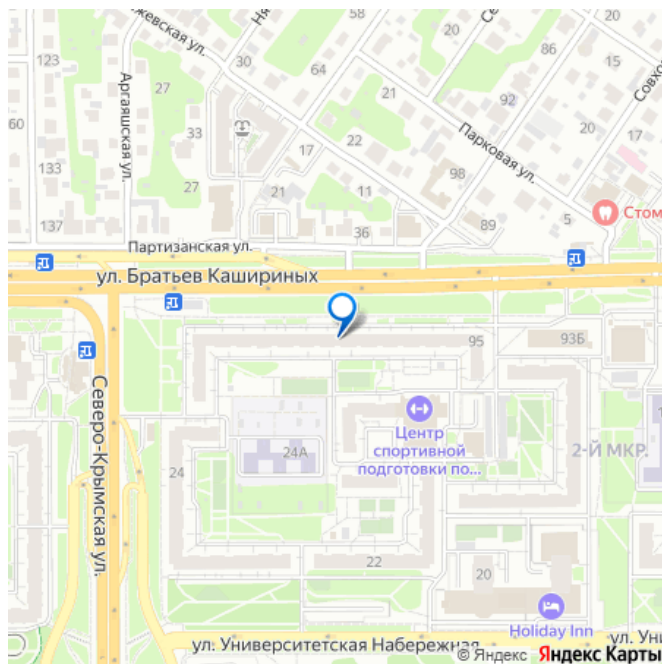 123
27
30
64
86
92
20
15
60
Аргаяшская ул.
33
21
22
Парковая ул.
Совхо
20
17
133
17
98
27
21
11
137
36
89
5
Стом
Партизанская ул.
ул. Братьев Кашириных
95
93Б
Северо-Крымская ул.
Центр
спортивной
подготовки по...
24А
2-Й МКР.
24
22
20
Holiday Inn
ул. Университетская Набережная
ул. Уни
© Яндекс Яндекс Карты